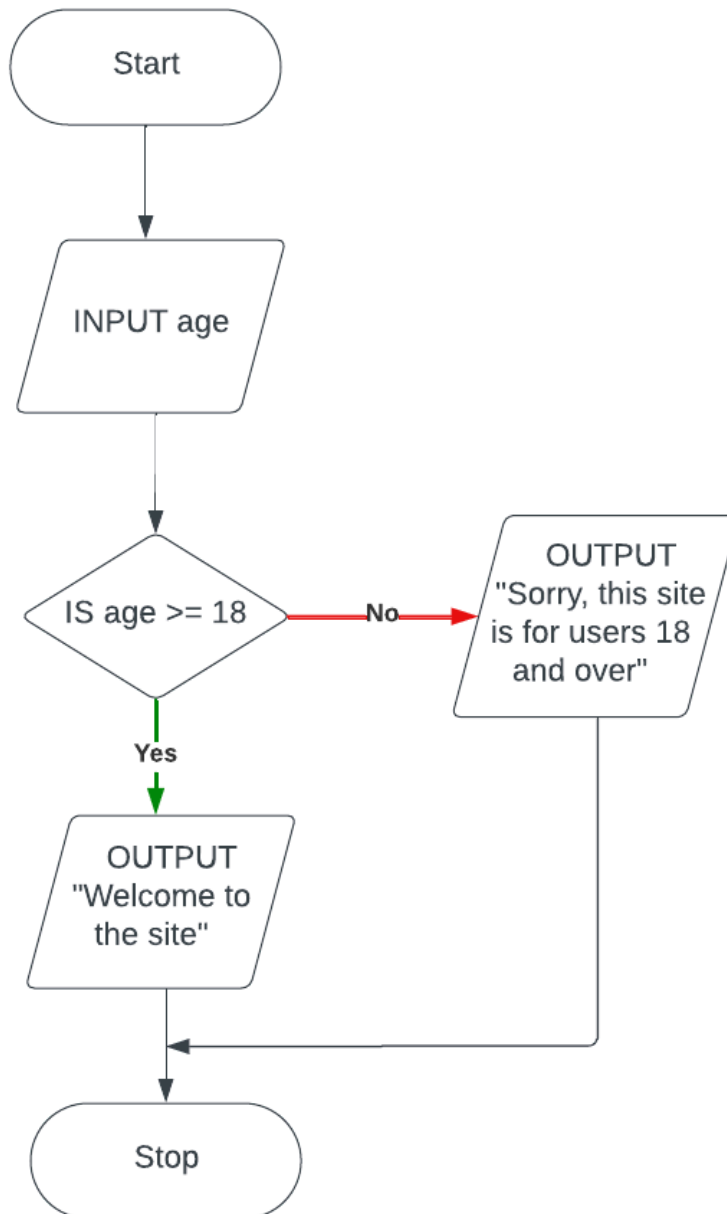 Start
INPUT age
IS age >= 18
No
OUTPUT
"Sorry, this site
is for users 18
and over"
Yes
OUTPUT
"Welcome to
the site"
Stop